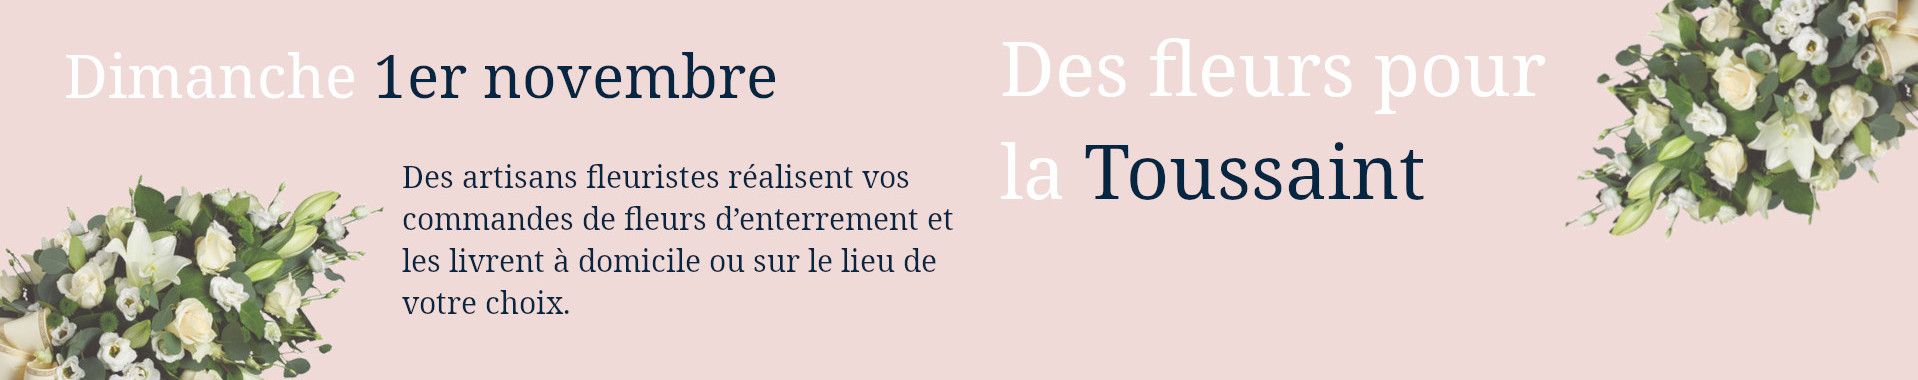 Dimanche 1er novembre
Des artisans fleuristes réalisent vos
commandes de fleurs d’enterrement et
les livrent à domicile ou sur le lieu de
votre choix.
Des fleurs pour
la Toussaint